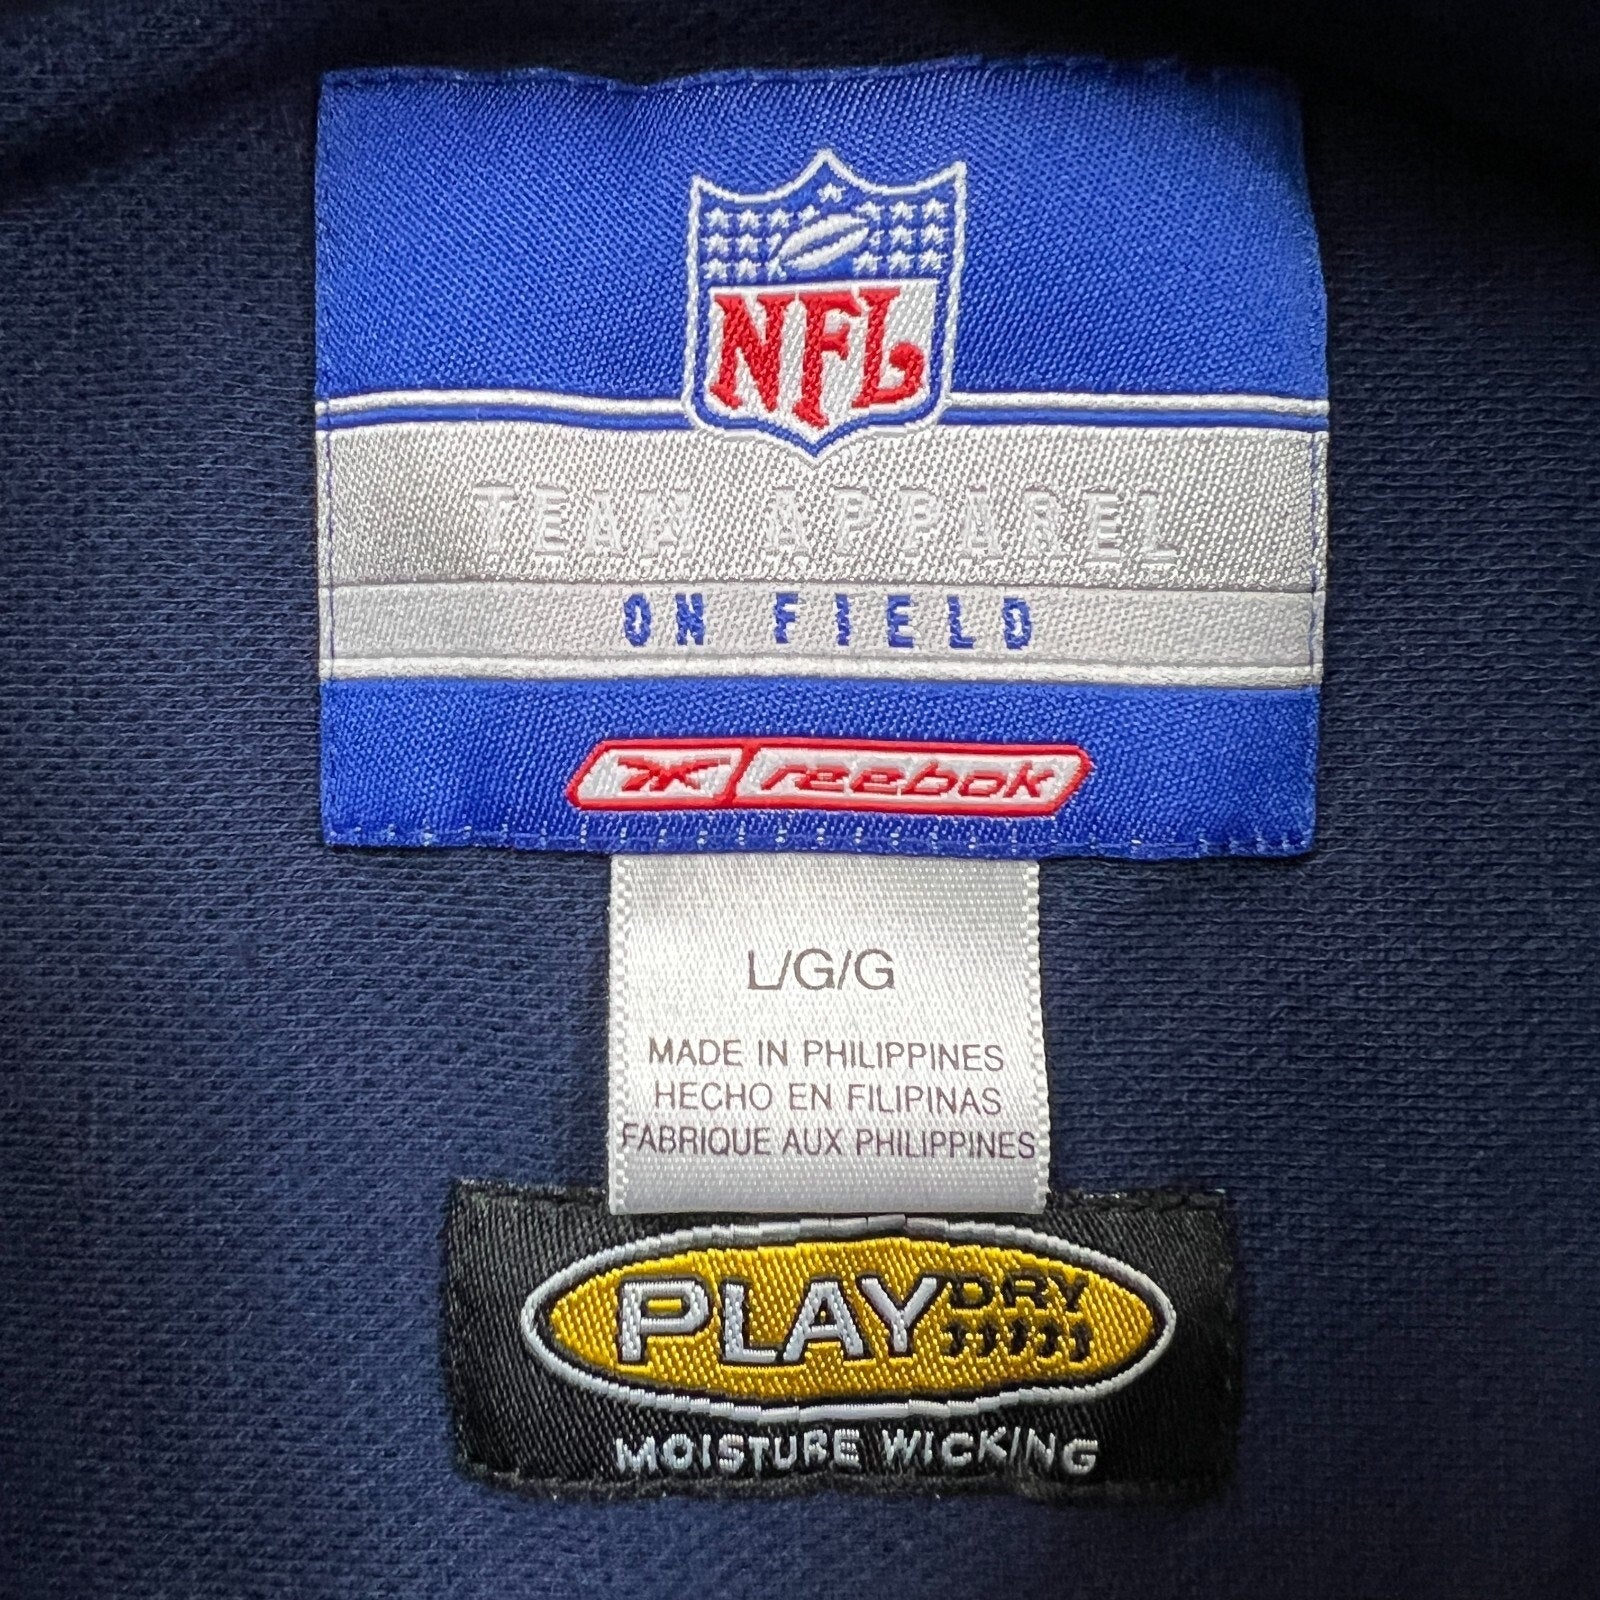 NFL
TEAM APPAREL
ON FIELD
reebok
L/G/G
MADE IN PHILIPPINES
HECHO EN FILIPINAS
FABRIQUE AUX PHILIPPINES
PLAY DRY
MOISTURE WICKING